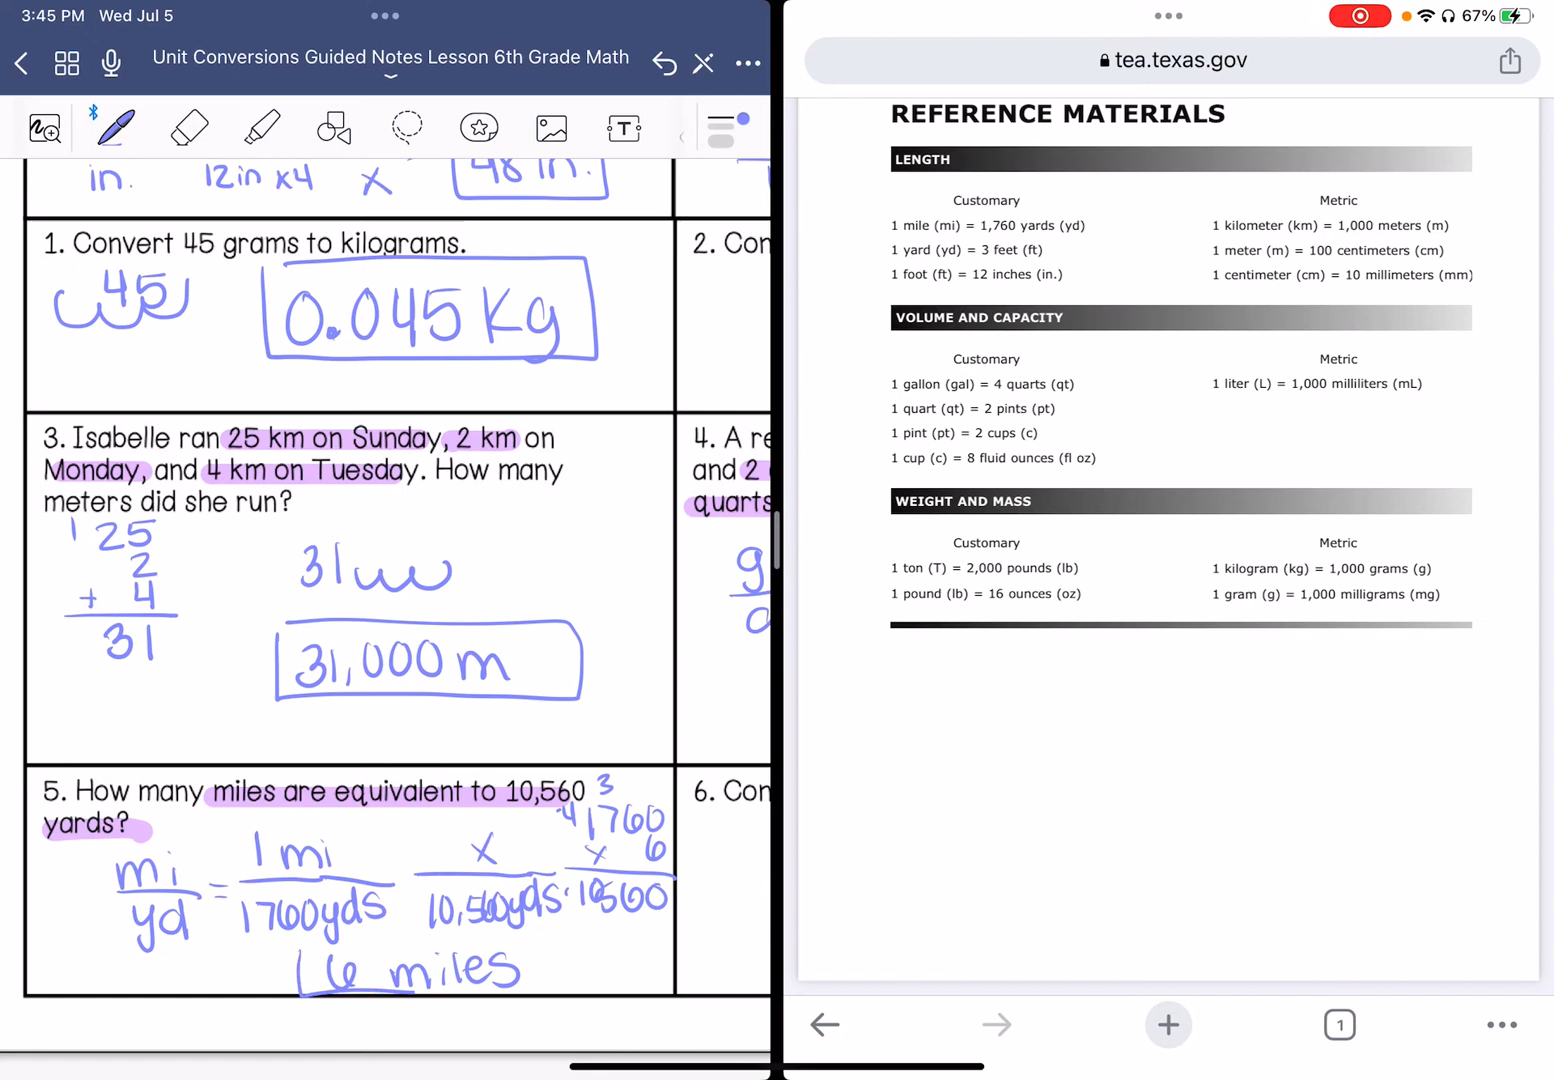 3:45 PM Wed Jul 5
Unit Conversions Guided Notes Lesson 6th Grade Math
T
in. 12in x4 x 48 in.
1. Convert 45 grams to kilograms.
45
0.045 Kg
2. Con
3. Isabelle ran 25 km on Sunday, 2 km on
Monday, and 4 km on Tuesday. How many
meters did she run?
1 25
2
+ 4
31
31
31,000 m
4. A re
and 2
quarts
g
5. How many miles are equivalent to 10,560
yards?
mi
yd
=
1 mi
1760yds
x
10,560yds
3
4
1760
x 6
10560
6 miles
6. Con
67%
tea.texas.gov
REFERENCE MATERIALS
LENGTH
Customary
1 mile (mi) = 1,760 yards (yd)
1 yard (yd) = 3 feet (ft)
1 foot (ft) = 12 inches (in.)
Metric
1 kilometer (km) = 1,000 meters (m)
1 meter (m) = 100 centimeters (cm)
1 centimeter (cm) = 10 millimeters (mm)
VOLUME AND CAPACITY
Customary
1 gallon (gal) = 4 quarts (qt)
1 quart (qt) = 2 pints (pt)
1 pint (pt) = 2 cups (c)
1 cup (c) = 8 fluid ounces (fl oz)
Metric
1 liter (L) = 1,000 milliliters (mL)
WEIGHT AND MASS
Customary
1 ton (T) = 2,000 pounds (lb)
1 pound (lb) = 16 ounces (oz)
Metric
1 kilogram (kg) = 1,000 grams (g)
1 gram (g) = 1,000 milligrams (mg)
1